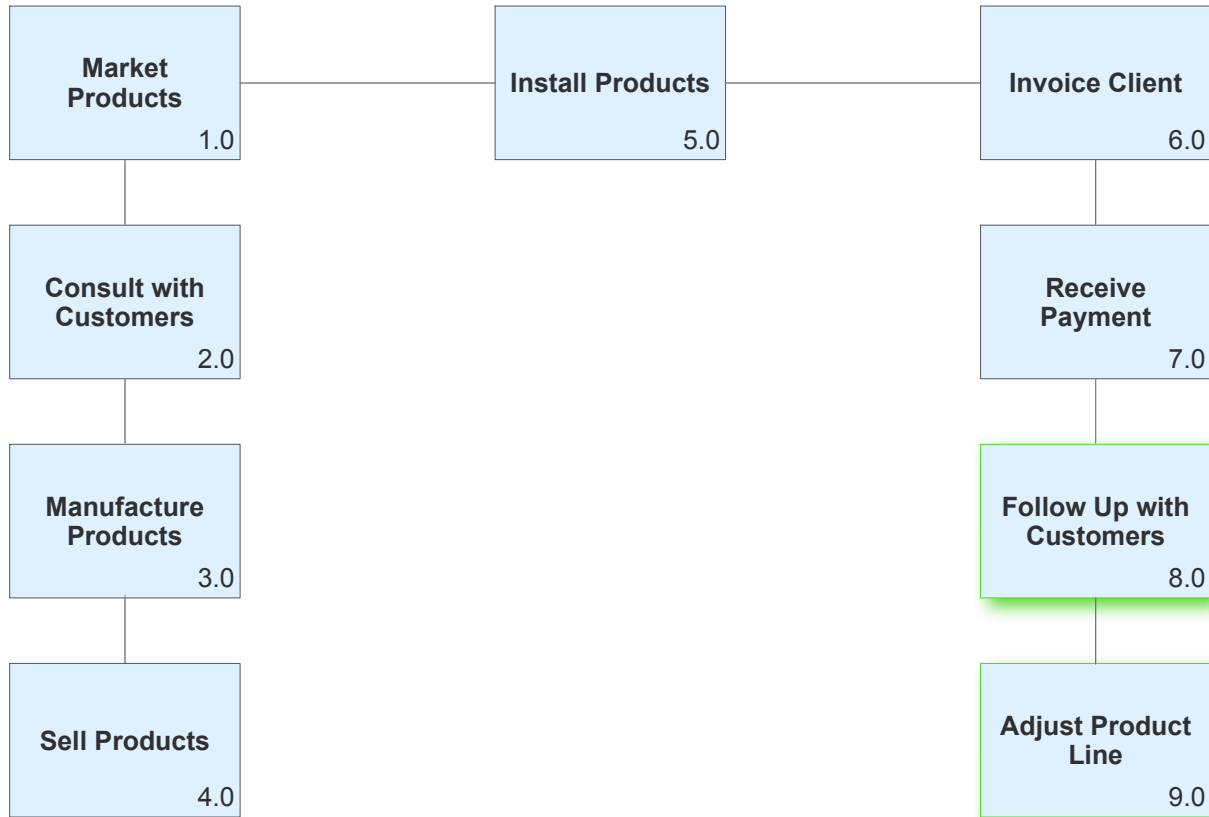 Market
Products
1.0
Install Products
5.0
Invoice Client
6.0
Consult with
Customers
2.0
Receive
Payment
7.0
Manufacture
Products
3.0
Follow Up with
Customers
8.0
Sell Products
4.0
Adjust Product
Line
9.0